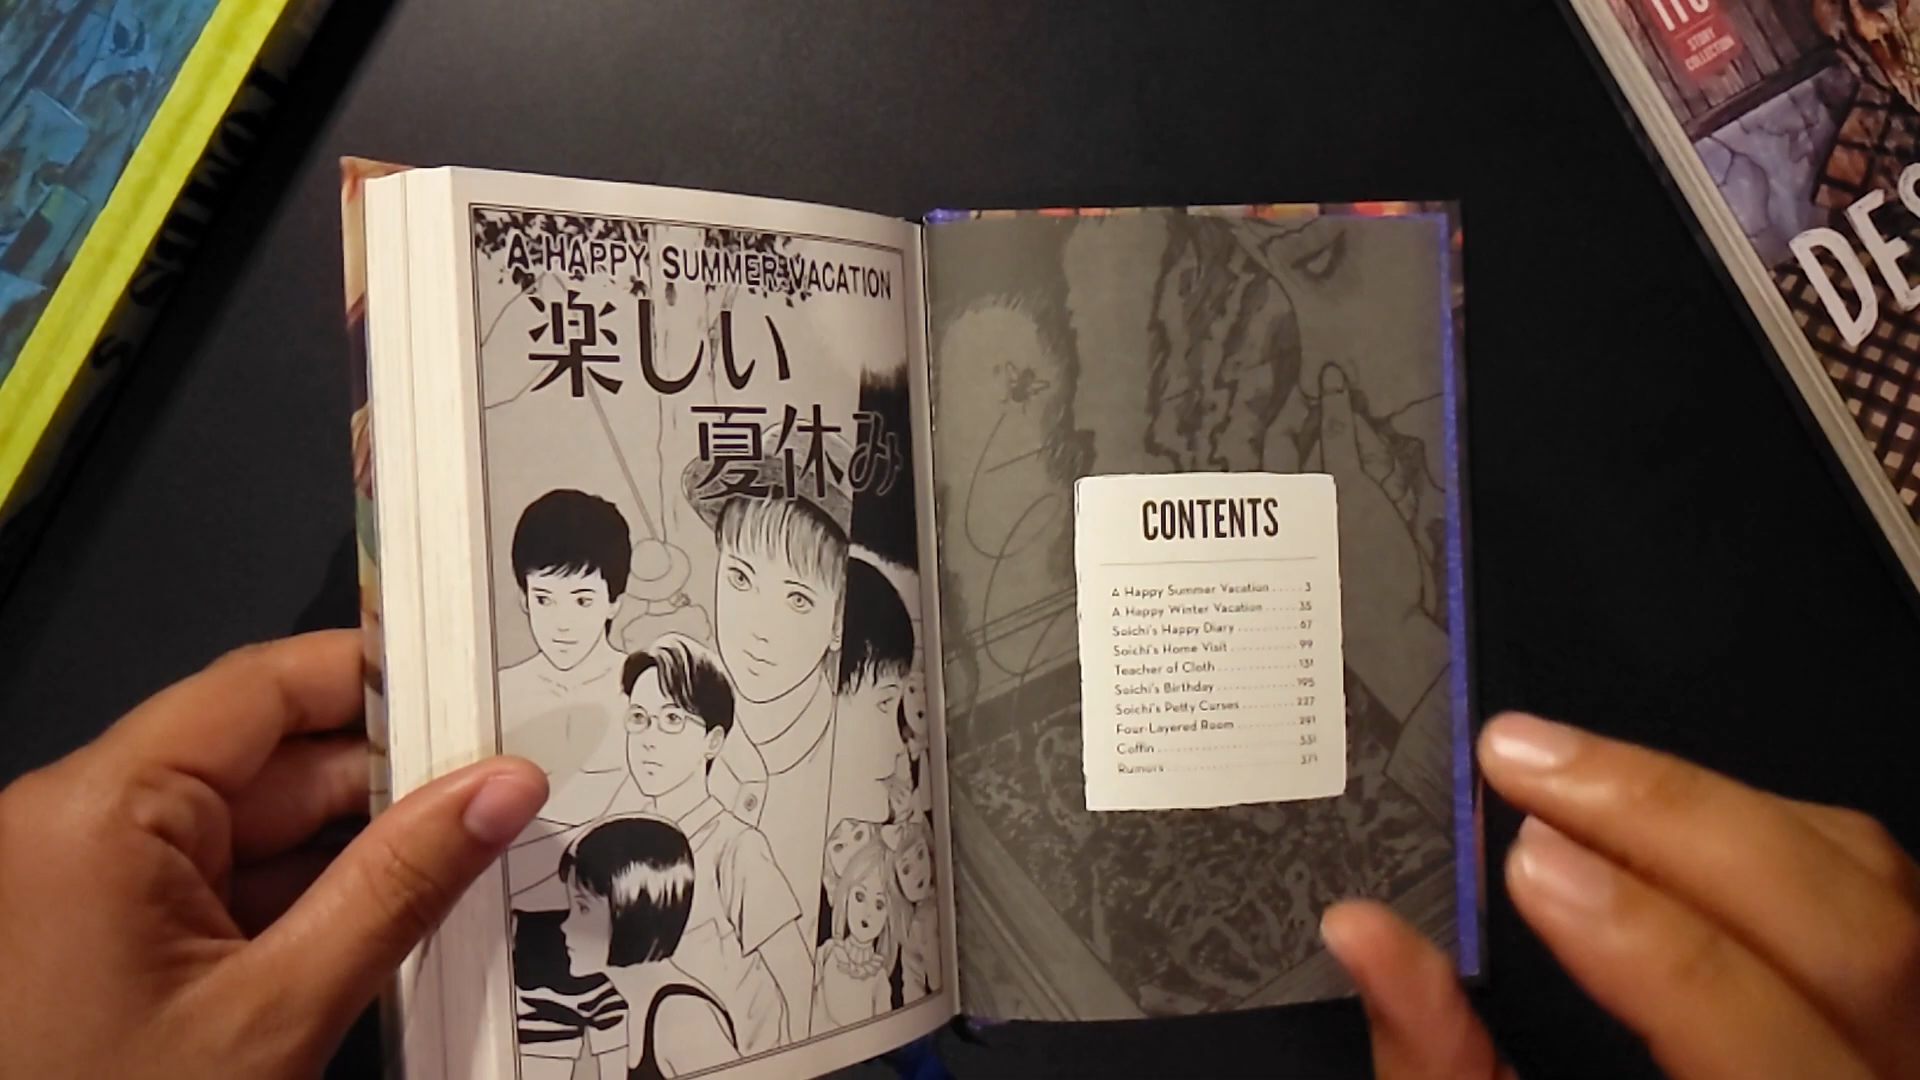 A HAPPY SUMMER VACATION
楽しい
夏休み
CONTENTS
A Happy Summer Vacation ..... 3
A Happy Winter Vacation ..... 35
Soichi's Happy Diary ..... 67
Soichi's Home Visit ..... 99
Teacher of Cloth ..... 131
Soichi's Birthday ..... 195
Soichi's Petty Curses ..... 227
Four-Layered Room ..... 291
Coffin ..... 331
Rumors ..... 371
STORY
COLLECTION